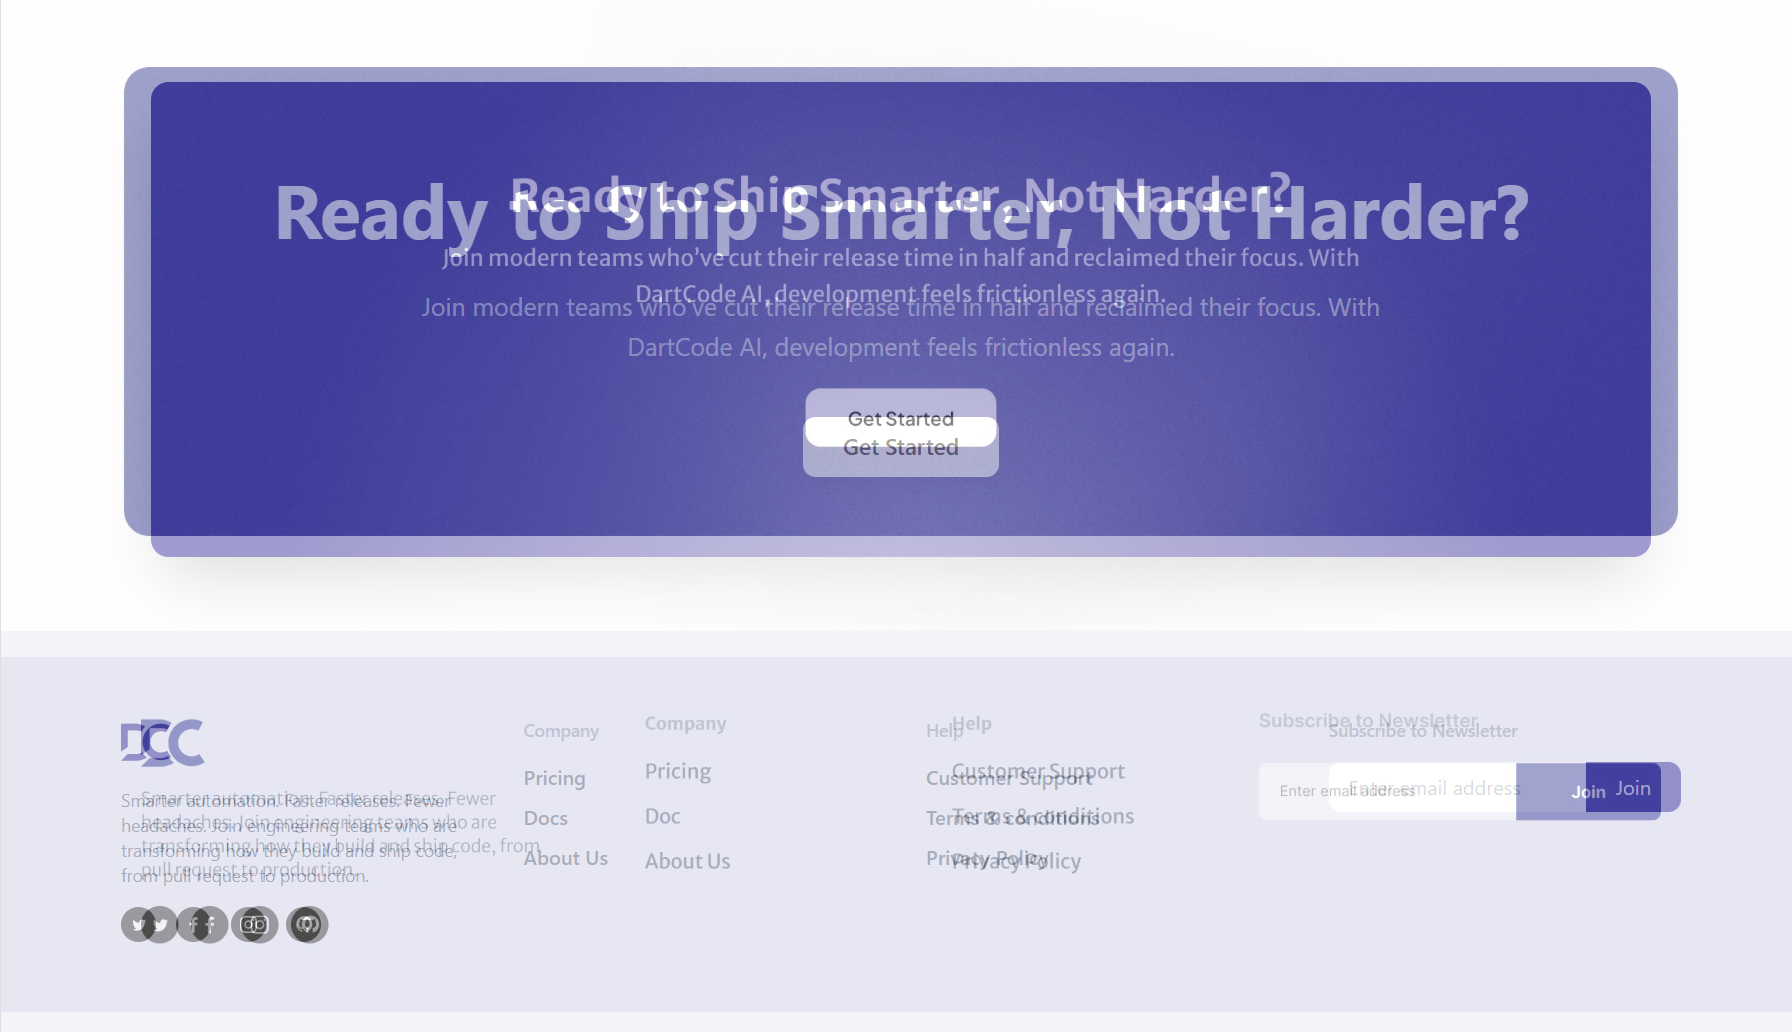 Ready to Ship Smarter, Not Harder?
Ready to Ship Smarter, Not Harder?
Join modern teams who’ve cut their release time in half and reclaimed their focus. With
DartCode AI, development feels frictionless again.
Join modern teams who’ve cut their release time in half and reclaimed their focus. With
DartCode AI, development feels frictionless again.
Get Started
Get Started
Smarter automation. Faster releases. Fewer
headaches. Join engineering teams who are
transforming how they build and ship code,
from pull request to production.
Smarter automation. Faster releases. Fewer
headaches. Join engineering teams who are
transforming how they build and ship code, from
pull request to production.
Company
Pricing
Docs
About Us
Company
Pricing
Doc
About Us
Help
Customer Support
Terms & conditions
Privacy Policy
Help
Customer Support
Terms & conditions
Privacy Policy
Subscribe to Newsletter
Enter email address
Join
Subscribe to Newsletter
Enter email address
Join